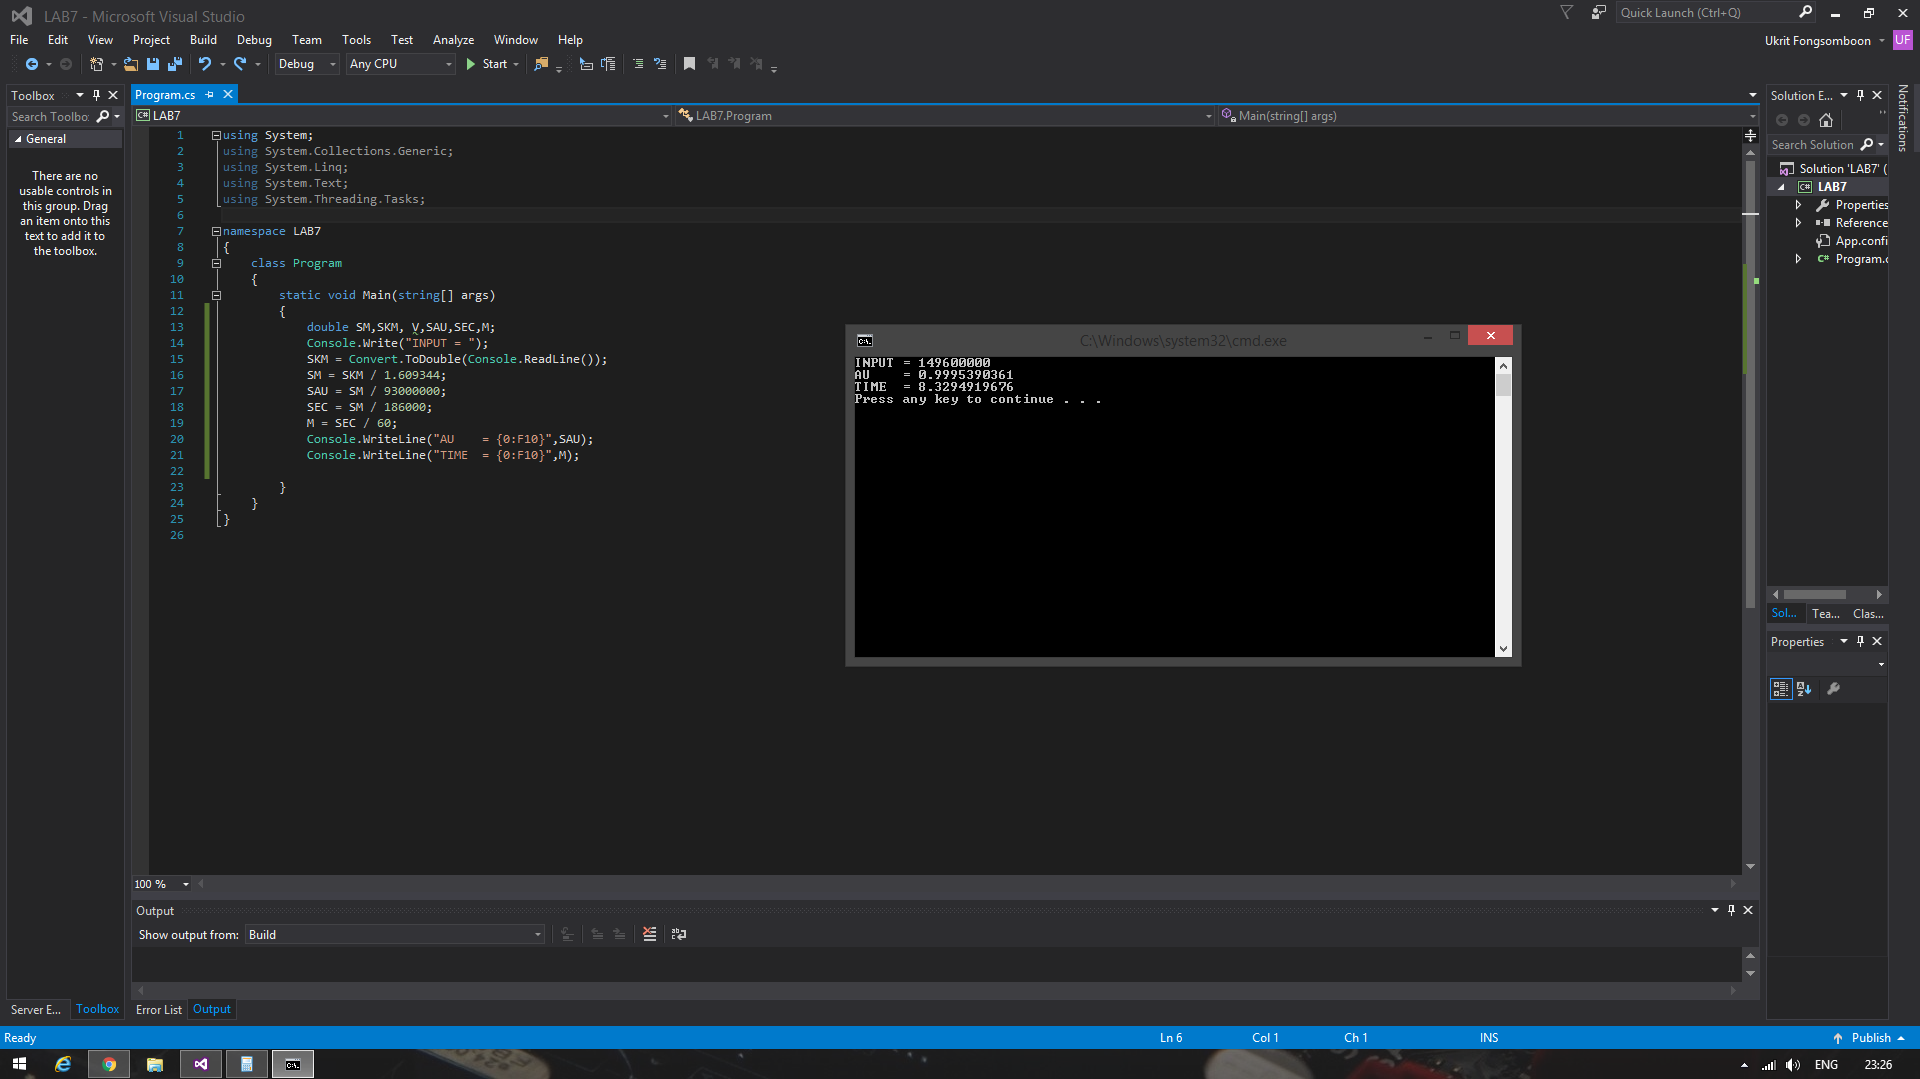 LAB7 - Microsoft Visual Studio
Quick Launch (Ctrl+Q)
File Edit View Project Build Debug Team Tools Test Analyze Window Help
Ukrit Fongsomboon UF
Debug Any CPU Start
Toolbox
Search Toolbo
General
There are no
usable controls in
this group. Drag
an item onto this
text to add it to
the toolbox.
Program.cs
LAB7 LAB7.Program Main(string[] args)
1 using System;
2 using System.Collections.Generic;
3 using System.Linq;
4 using System.Text;
5 using System.Threading.Tasks;
6
7 namespace LAB7
8 {
9 class Program
10 {
11 static void Main(string[] args)
12 {
13 double SM,SKM, V,SAU,SEC,M;
14 Console.Write("INPUT = ");
15 SKM = Convert.ToDouble(Console.ReadLine());
16 SM = SKM / 1.609344;
17 SAU = SM / 93000000;
18 SEC = SM / 186000;
19 M = SEC / 60;
20 Console.WriteLine("AU    = {0:F10}",SAU);
21 Console.WriteLine("TIME  = {0:F10}",M);
22
23 }
24 }
25 }
26
C:\Windows\system32\cmd.exe
INPUT = 149600000
AU    = 0.9995390361
TIME  = 8.3294919676
Press any key to continue . . .
Solution E...
Search Solution
Solution 'LAB7' (
LAB7
Properties
Reference
App.confi
Program.c
Sol... Tea... Clas...
Properties
Notifications
100 %
Output
Show output from: Build
Server E... Toolbox Error List Output
Ready Ln 6 Col 1 Ch 1 INS Publish
ENG 23:26